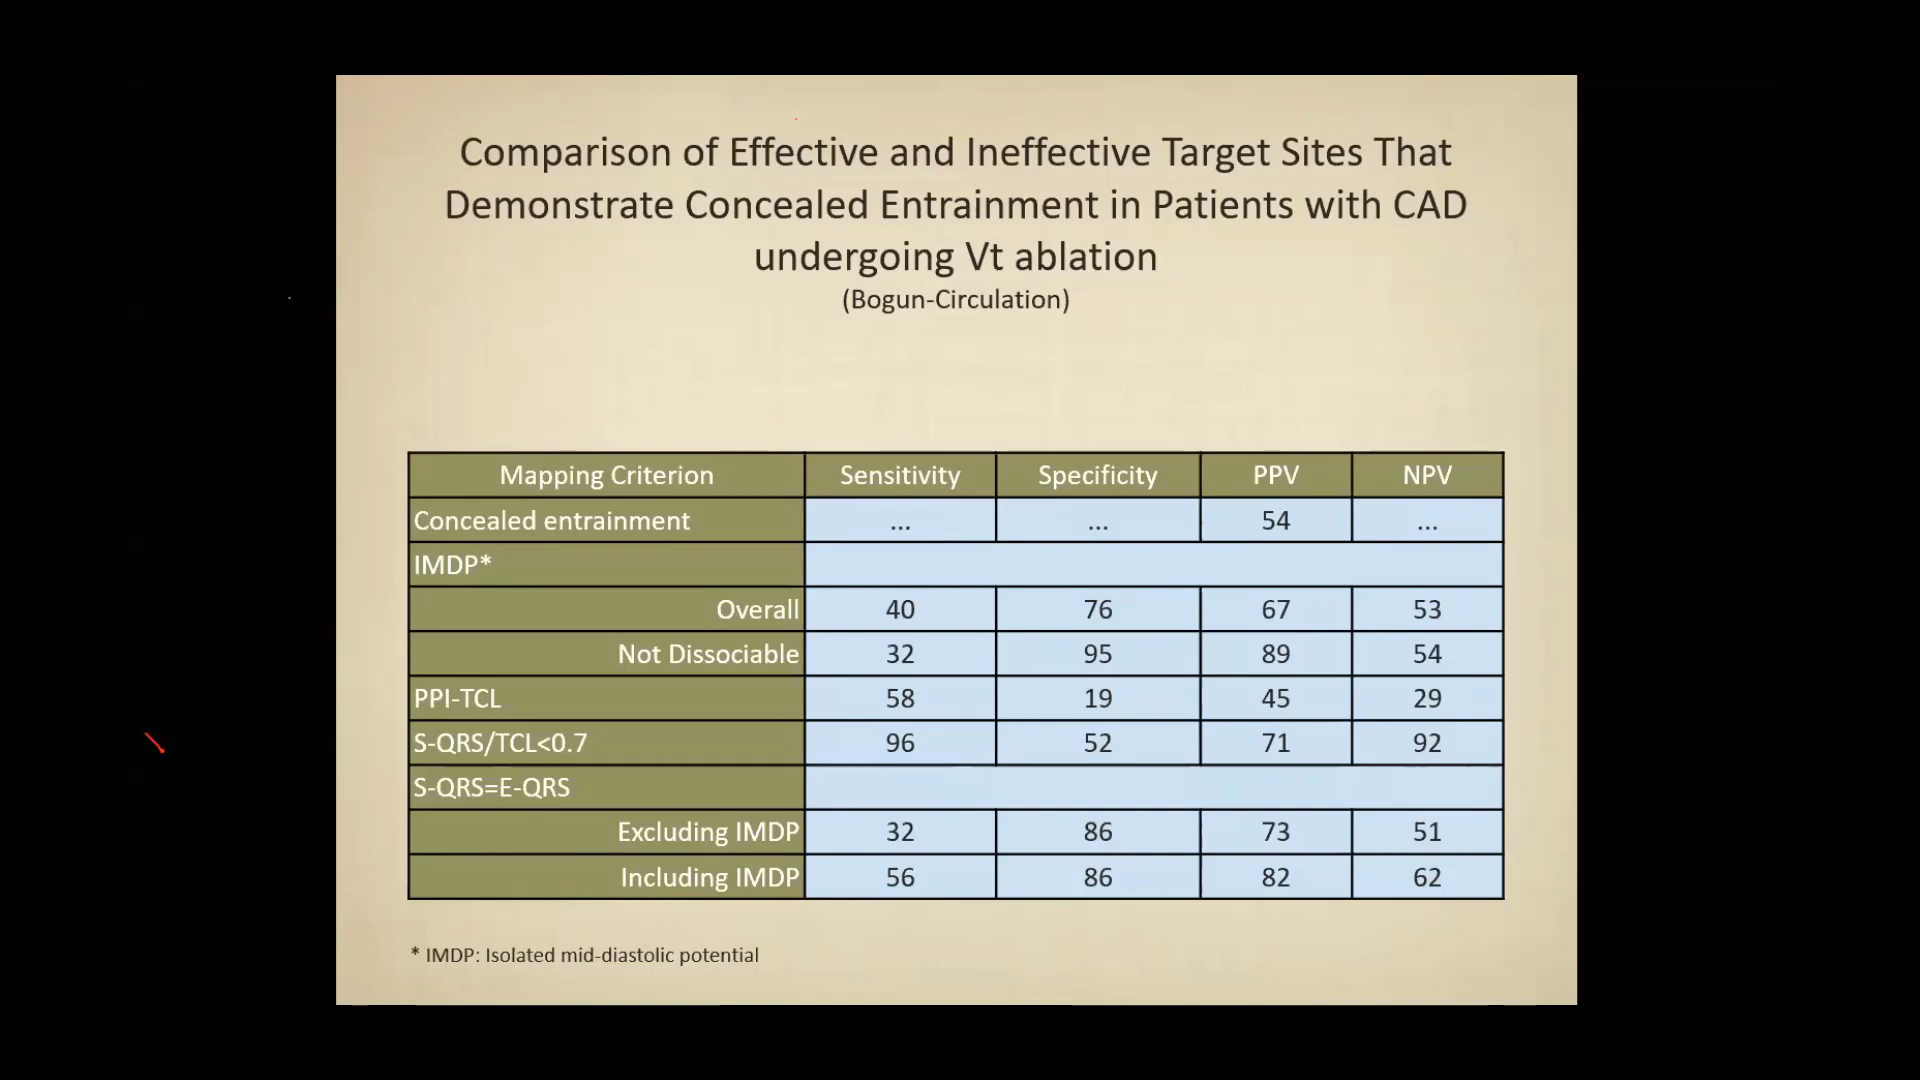 Comparison of Effective and Ineffective Target Sites That
Demonstrate Concealed Entrainment in Patients with CAD
undergoing Vt ablation
(Bogun-Circulation)
Mapping Criterion Sensitivity Specificity PPV NPV
Concealed entrainment ... ... 54 ...
IMDP*
Overall 40 76 67 53
Not Dissociable 32 95 89 54
PPI-TCL 58 19 45 29
S-QRS/TCL<0.7 96 52 71 92
S-QRS=E-QRS
Excluding IMDP 32 86 73 51
Including IMDP 56 86 82 62
* IMDP: Isolated mid-diastolic potential